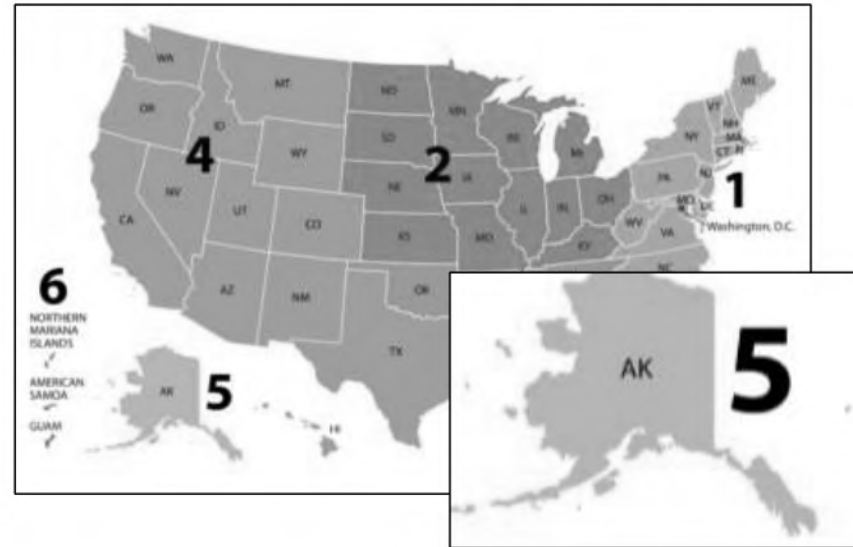 WA
MT
ND
MN
ME
OR
ID
SD
WI
MI
VT
NH
NY
MA
CT
RI
4
WY
2
NE
IA
PA
NJ
1
NV
UT
CO
KS
MO
IL
IN
OH
WV
MD
DE
VA
Washington, D.C.
CA
KY
NC
AZ
NM
OK
TX
6
NORTHERN
MARIANA
ISLANDS
AMERICAN
SAMOA
GUAM
AK
5
HI
AK
5